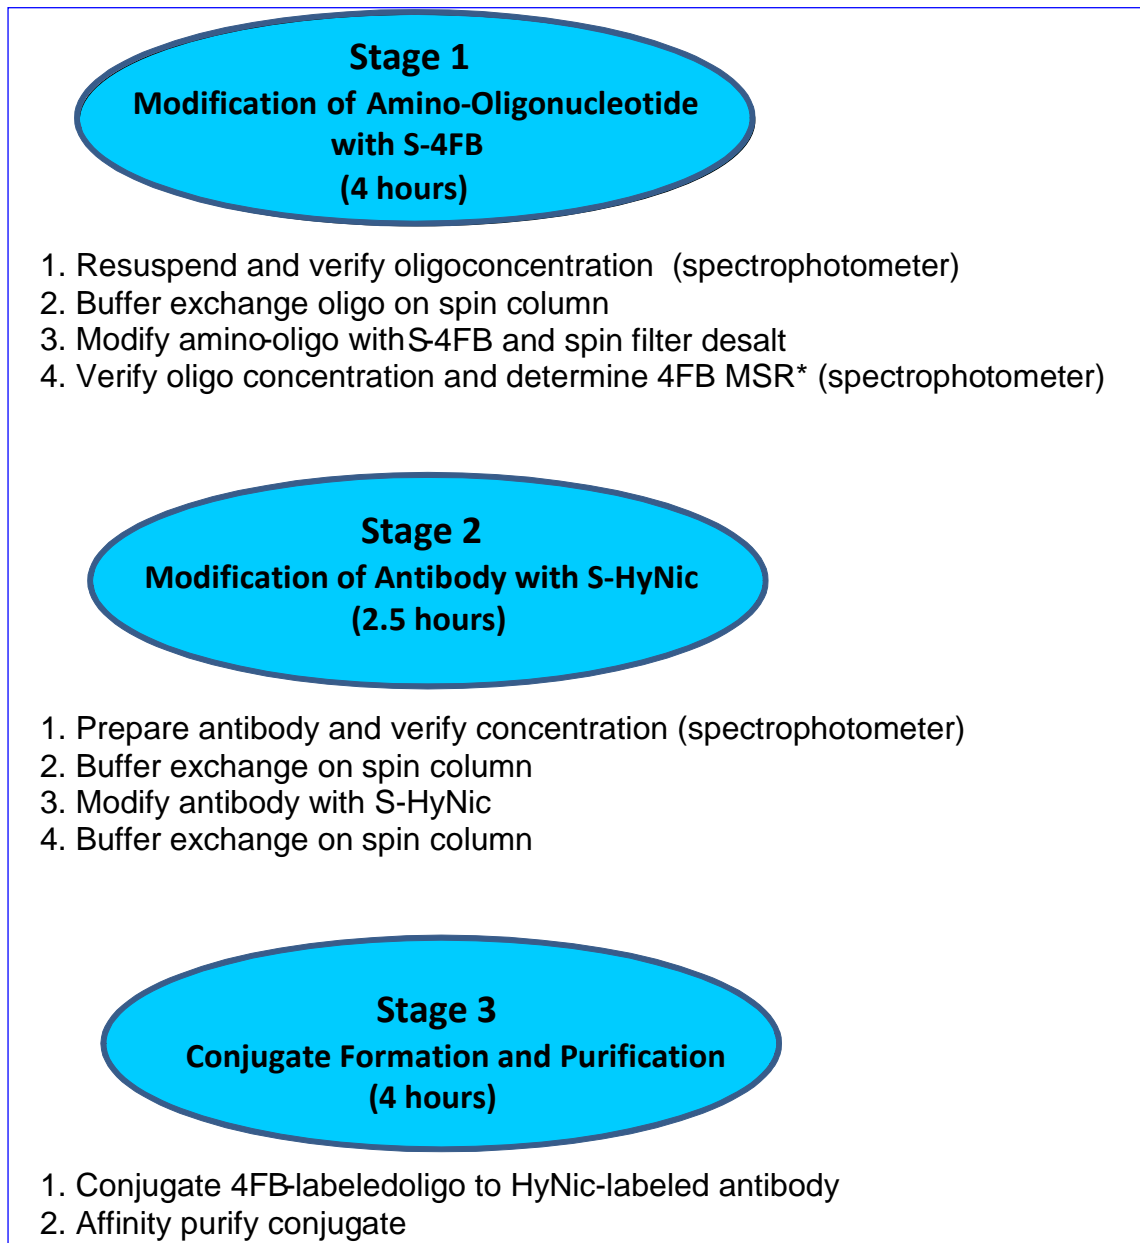 Stage 1
Modification of Amino-Oligonucleotide
with S-4FB
(4 hours)
1. Resuspend and verify oligoconcentration (spectrophotometer)
2. Buffer exchange oligo on spin column
3. Modify amino-oligo withS-4FB and spin filter desalt
4. Verify oligo concentration and determine 4FB MSR* (spectrophotometer)
Stage 2
Modification of Antibody with S-HyNic
(2.5 hours)
1. Prepare antibody and verify concentration (spectrophotometer)
2. Buffer exchange on spin column
3. Modify antibody with S-HyNic
4. Buffer exchange on spin column
Stage 3
Conjugate Formation and Purification
(4 hours)
1. Conjugate 4FB-labeledoligo to HyNic-labeled antibody
2. Affinity purify conjugate